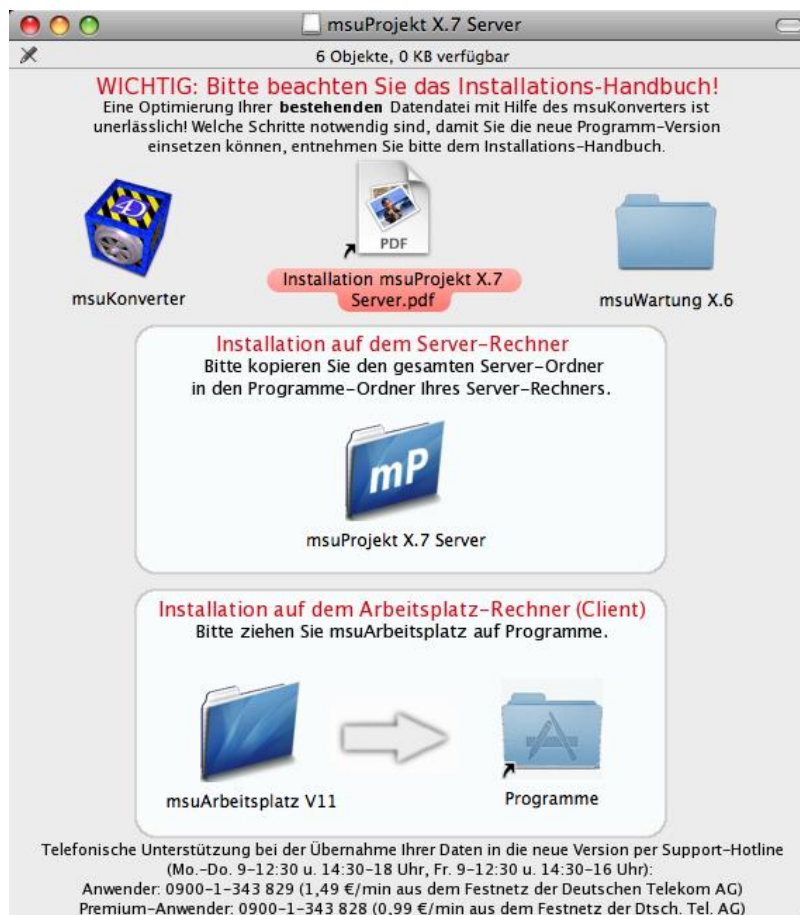 msuProjekt X.7 Server
6 Objekte, 0 KB verfügbar
WICHTIG: Bitte beachten Sie das Installations-Handbuch!
Eine Optimierung Ihrer bestehenden Datendatei mit Hilfe des msuKonverters ist
unerlässlich! Welche Schritte notwendig sind, damit Sie die neue Programm-Version
einsetzen können, entnehmen Sie bitte dem Installations-Handbuch.
4D
PDF
msuKonverter
Installation msuProjekt X.7
Server.pdf
msuWartung X.6
Installation auf dem Server-Rechner
Bitte kopieren Sie den gesamten Server-Ordner
in den Programme-Ordner Ihres Server-Rechners.
mP
msuProjekt X.7 Server
Installation auf dem Arbeitsplatz-Rechner (Client)
Bitte ziehen Sie msuArbeitsplatz auf Programme.
msuArbeitsplatz V11
Programme
Telefonische Unterstützung bei der Übernahme Ihrer Daten in die neue Version per Support-Hotline
(Mo.-Do. 9-12:30 u. 14:30-18 Uhr, Fr. 9-12:30 u. 14:30-16 Uhr):
Anwender: 0900-1-343 829 (1,49 €/min aus dem Festnetz der Deutschen Telekom AG)
Premium-Anwender: 0900-1-343 828 (0,99 €/min aus dem Festnetz der Dtsch. Tel. AG)